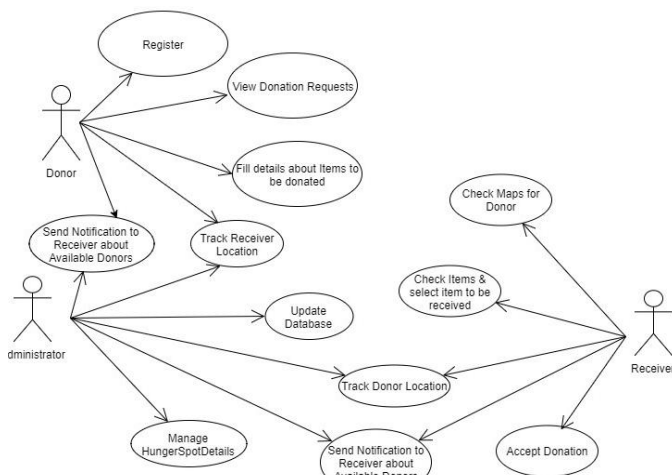 Register
View Donation Requests
Donor
Fill details about Items to
be donated
Check Maps for
Donor
Send Notification to
Receiver about
Available Donors
Track Receiver
Location
Check Items &
select item to be
received
Update
Database
dministrator
Receiver
Track Donor Location
Manage
HungerSpotDetails
Send Notification to
Receiver about
Available Donors
Accept Donation